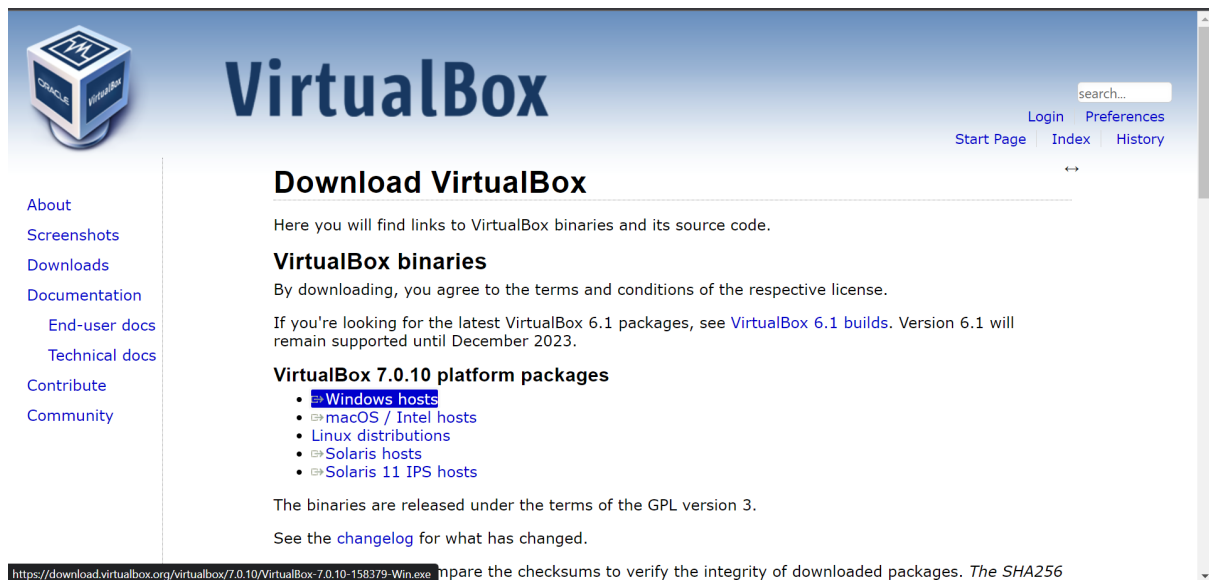 ORACLE
VirtualBox
VirtualBox
search...
Login Preferences
Start Page Index History
About
Screenshots
Downloads
Documentation
End-user docs
Technical docs
Contribute
Community
Download VirtualBox
Here you will find links to VirtualBox binaries and its source code.
VirtualBox binaries
By downloading, you agree to the terms and conditions of the respective license.
If you're looking for the latest VirtualBox 6.1 packages, see VirtualBox 6.1 builds. Version 6.1 will
remain supported until December 2023.
VirtualBox 7.0.10 platform packages
Windows hosts
macOS / Intel hosts
Linux distributions
Solaris hosts
Solaris 11 IPS hosts
The binaries are released under the terms of the GPL version 3.
See the changelog for what has changed.
https://download.virtualbox.org/virtualbox/7.0.10/VirtualBox-7.0.10-158379-Win.exe mpare the checksums to verify the integrity of downloaded packages. The SHA256